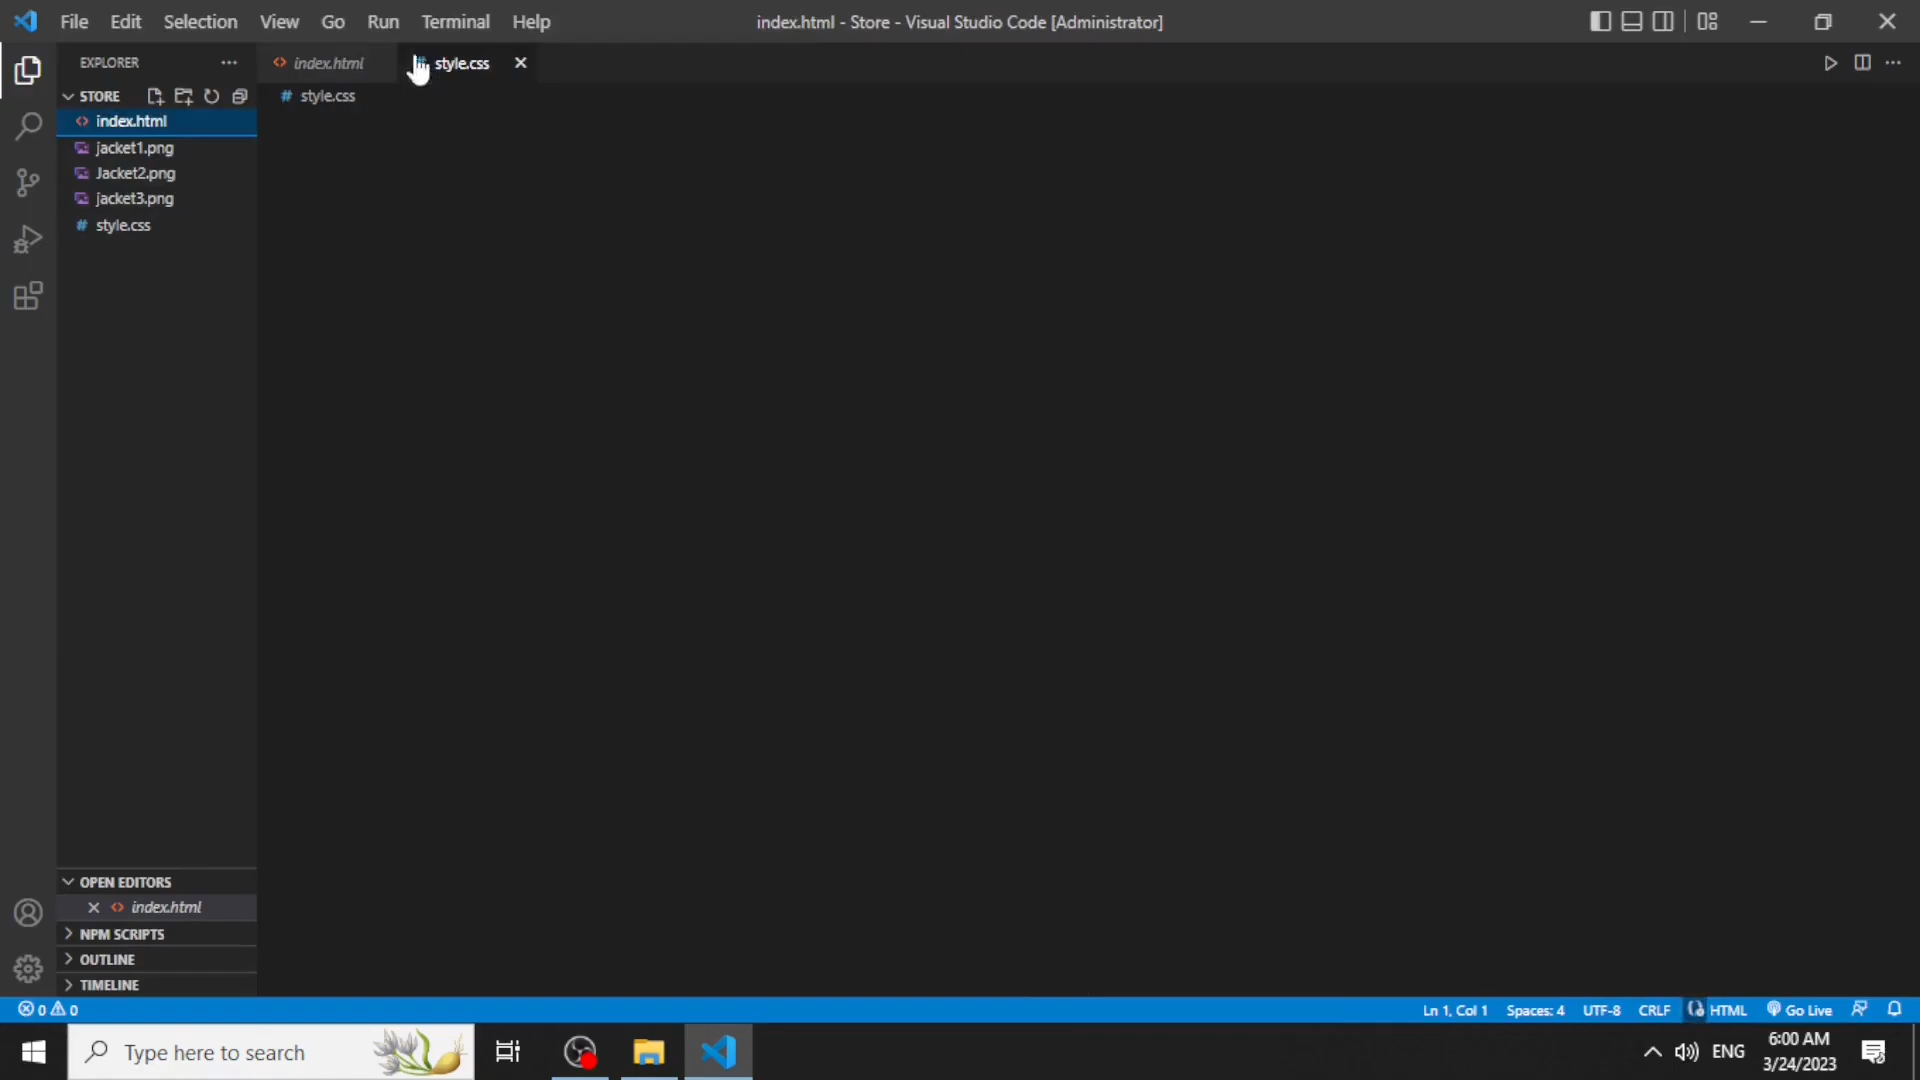 File Edit Selection View Go Run Terminal Help
index.html - Store - Visual Studio Code [Administrator]
EXPLORER
index.html
style.css
STORE
# style.css
index.html
jacket1.png
Jacket2.png
jacket3.png
# style.css
OPEN EDITORS
index.html
NPM SCRIPTS
OUTLINE
TIMELINE
0 0
Ln 1, Col 1 Spaces: 4 UTF-8 CRLF HTML Go Live
Type here to search
ENG
6:00 AM
3/24/2023